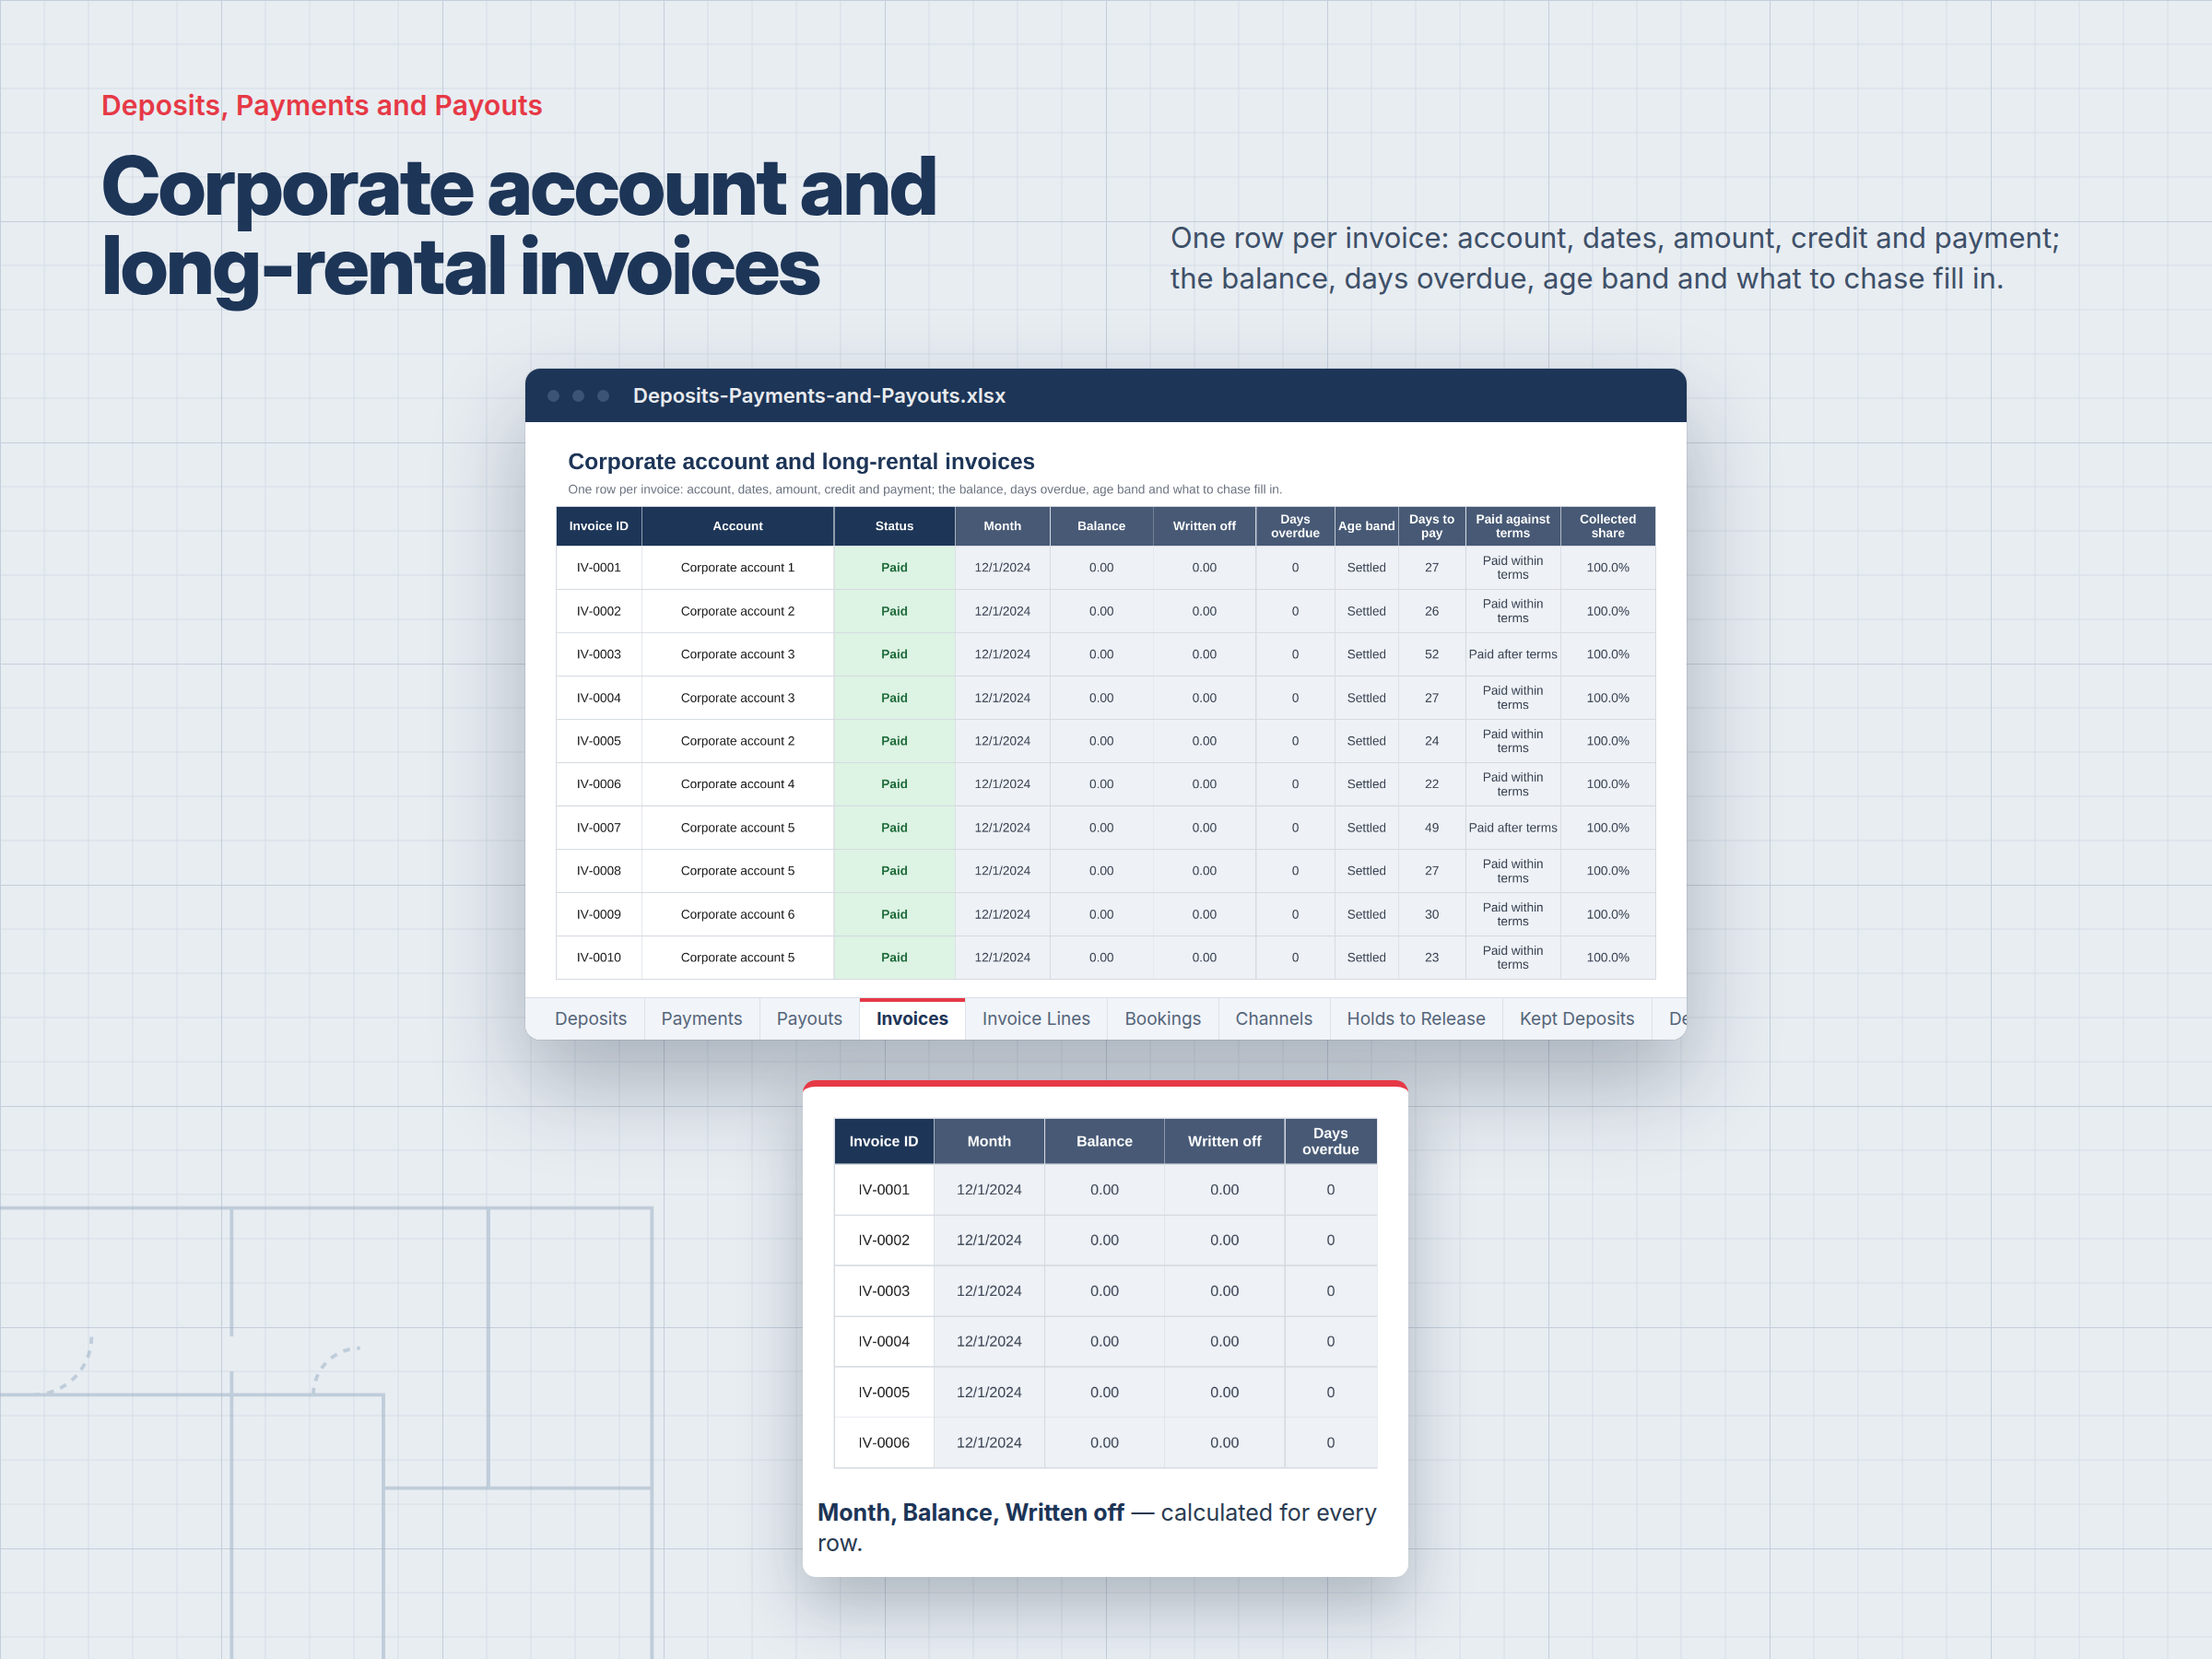 Deposits, Payments and Payouts
Corporate account and
long-rental invoices
One row per invoice: account, dates, amount, credit and payment;
the balance, days overdue, age band and what to chase fill in.
Deposits-Payments-and-Payouts.xlsx
Corporate account and long-rental invoices
One row per invoice: account, dates, amount, credit and payment; the balance, days overdue, age band and what to chase fill in.
Invoice ID Account Status Month Balance Written off Days overdue Age band Days to pay Paid against terms Collected share
IV-0001 Corporate account 1 Paid 12/1/2024 0.00 0.00 0 Settled 27 Paid within terms 100.0%
IV-0002 Corporate account 2 Paid 12/1/2024 0.00 0.00 0 Settled 26 Paid within terms 100.0%
IV-0003 Corporate account 3 Paid 12/1/2024 0.00 0.00 0 Settled 52 Paid after terms 100.0%
IV-0004 Corporate account 3 Paid 12/1/2024 0.00 0.00 0 Settled 27 Paid within terms 100.0%
IV-0005 Corporate account 2 Paid 12/1/2024 0.00 0.00 0 Settled 24 Paid within terms 100.0%
IV-0006 Corporate account 4 Paid 12/1/2024 0.00 0.00 0 Settled 22 Paid within terms 100.0%
IV-0007 Corporate account 5 Paid 12/1/2024 0.00 0.00 0 Settled 49 Paid after terms 100.0%
IV-0008 Corporate account 5 Paid 12/1/2024 0.00 0.00 0 Settled 27 Paid within terms 100.0%
IV-0009 Corporate account 6 Paid 12/1/2024 0.00 0.00 0 Settled 30 Paid within terms 100.0%
IV-0010 Corporate account 5 Paid 12/1/2024 0.00 0.00 0 Settled 23 Paid within terms 100.0%
Deposits Payments Payouts Invoices Invoice Lines Bookings Channels Holds to Release Kept Deposits De
Invoice ID Month Balance Written off Days overdue
IV-0001 12/1/2024 0.00 0.00 0
IV-0002 12/1/2024 0.00 0.00 0
IV-0003 12/1/2024 0.00 0.00 0
IV-0004 12/1/2024 0.00 0.00 0
IV-0005 12/1/2024 0.00 0.00 0
IV-0006 12/1/2024 0.00 0.00 0
Month, Balance, Written off — calculated for every
row.